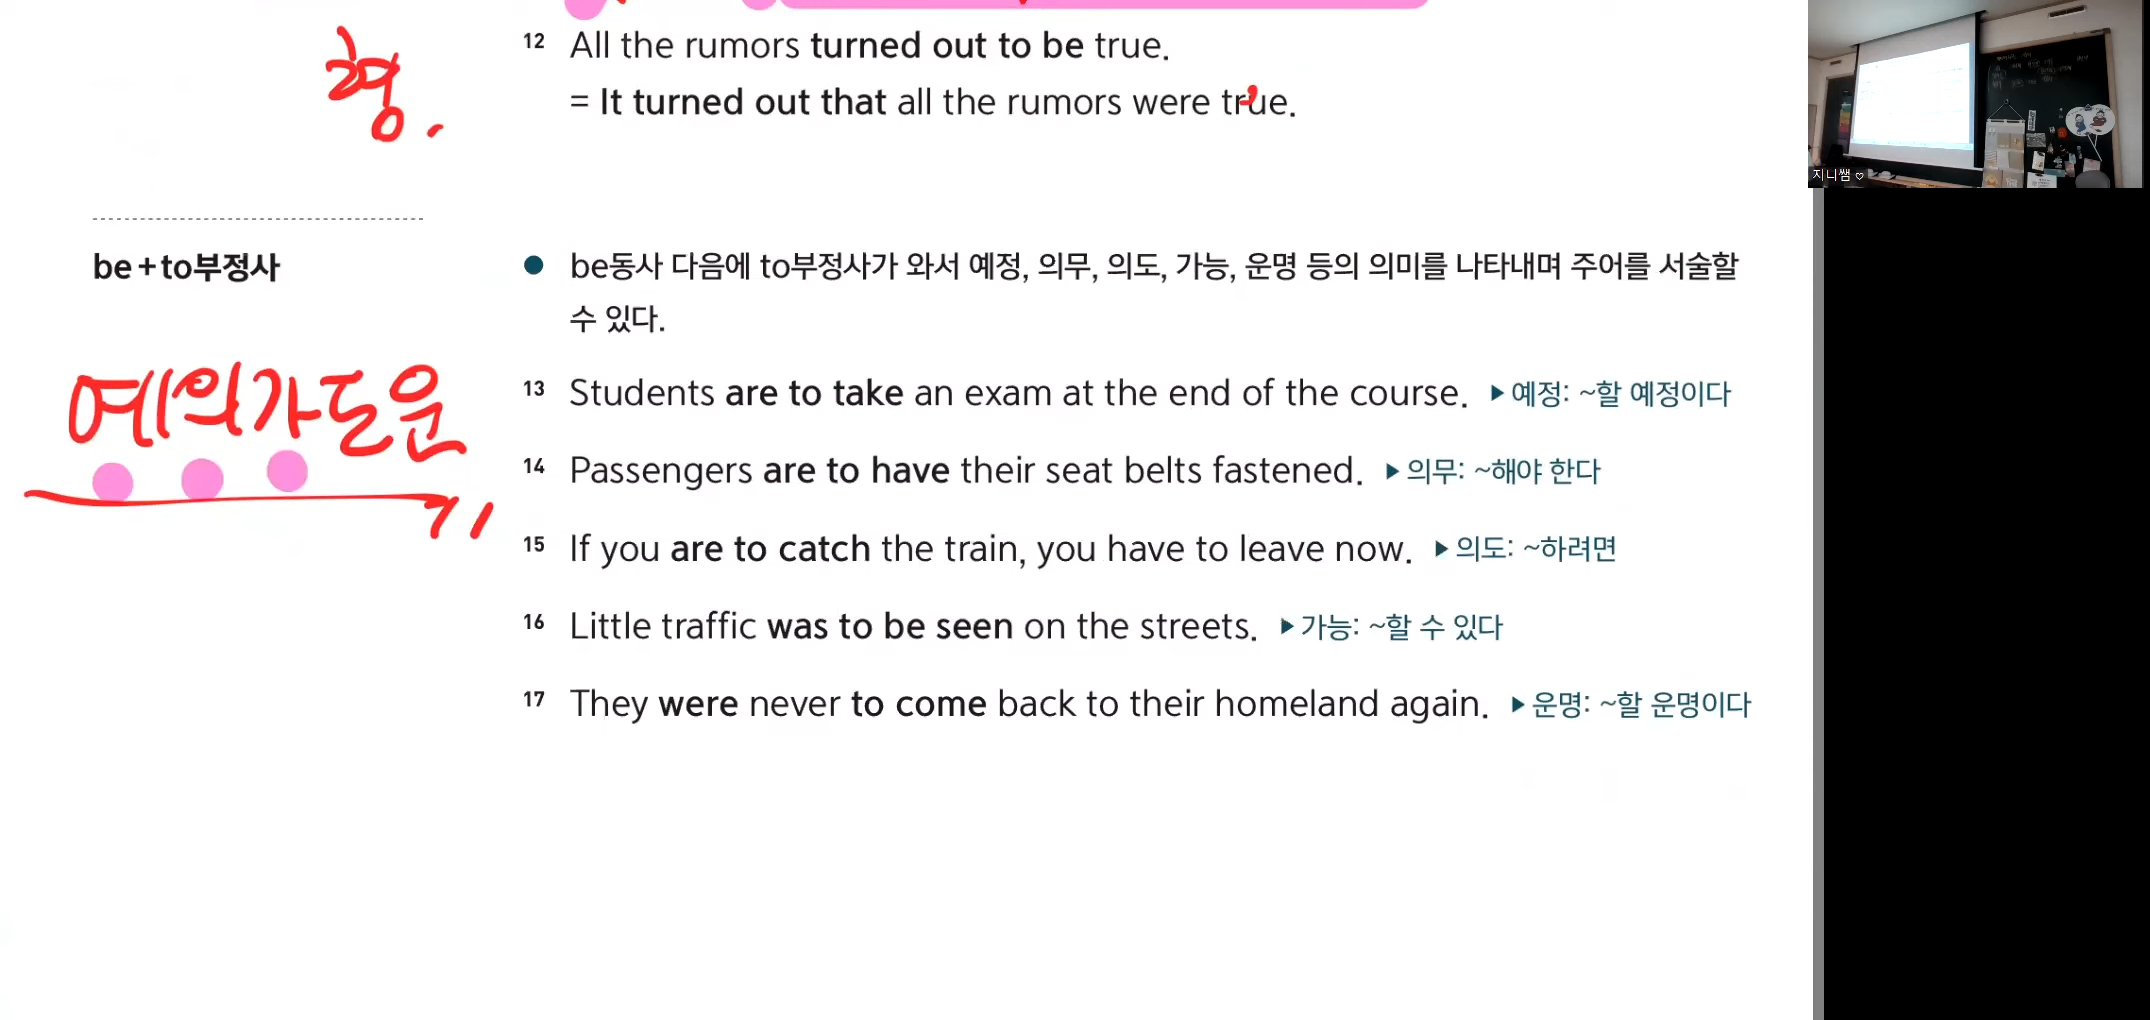 형.
12 All the rumors turned out to be true.
= It turned out that all the rumors were true.
지니쌤 ♡
be+to부정사
● be동사 다음에 to부정사가 와서 예정, 의무, 의도, 가능, 운명 등의 의미를 나타내며 주어를 서술할
수 있다.
예의가도운
13 Students are to take an exam at the end of the course. ▶ 예정: ~할 예정이다
14 Passengers are to have their seat belts fastened. ▶ 의무: ~해야 한다
15 If you are to catch the train, you have to leave now. ▶ 의도: ~하려면
16 Little traffic was to be seen on the streets. ▶ 가능: ~할 수 있다
17 They were never to come back to their homeland again. ▶ 운명: ~할 운명이다